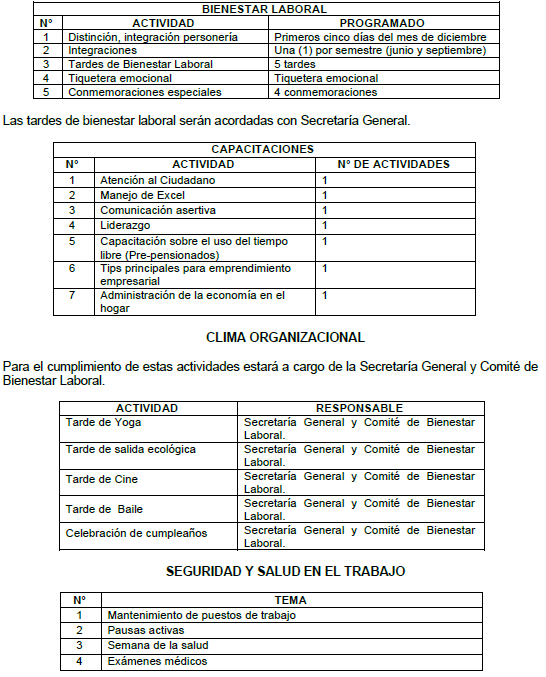 BIENESTAR LABORAL
N° ACTIVIDAD PROGRAMADO
1 Distinción, integración personería Primeros cinco días del mes de diciembre
2 Integraciones Una (1) por semestre (junio y septiembre)
3 Tardes de Bienestar Laboral 5 tardes
4 Tiquetera emocional Tiquetera emocional
5 Conmemoraciones especiales 4 conmemoraciones
Las tardes de bienestar laboral serán acordadas con Secretaría General.
CAPACITACIONES
N° ACTIVIDAD N° DE ACTIVIDADES
1 Atención al Ciudadano 1
2 Manejo de Excel 1
3 Comunicación asertiva 1
4 Liderazgo 1
5 Capacitación sobre el uso del tiempo 1
libre (Pre-pensionados)
6 Tips principales para emprendimiento 1
empresarial
7 Administración de la economía en el 1
hogar
CLIMA ORGANIZACIONAL
Para el cumplimiento de estas actividades estará a cargo de la Secretaría General y Comité de
Bienestar Laboral.
ACTIVIDAD RESPONSABLE
Tarde de Yoga Secretaría General y Comité de Bienestar
Laboral.
Tarde de salida ecológica Secretaría General y Comité de Bienestar
Laboral.
Tarde de Cine Secretaría General y Comité de Bienestar
Laboral.
Tarde de Baile Secretaría General y Comité de Bienestar
Laboral.
Celebración de cumpleaños Secretaría General y Comité de Bienestar
Laboral.
SEGURIDAD Y SALUD EN EL TRABAJO
N° TEMA
1 Mantenimiento de puestos de trabajo
2 Pausas activas
3 Semana de la salud
4 Exámenes médicos